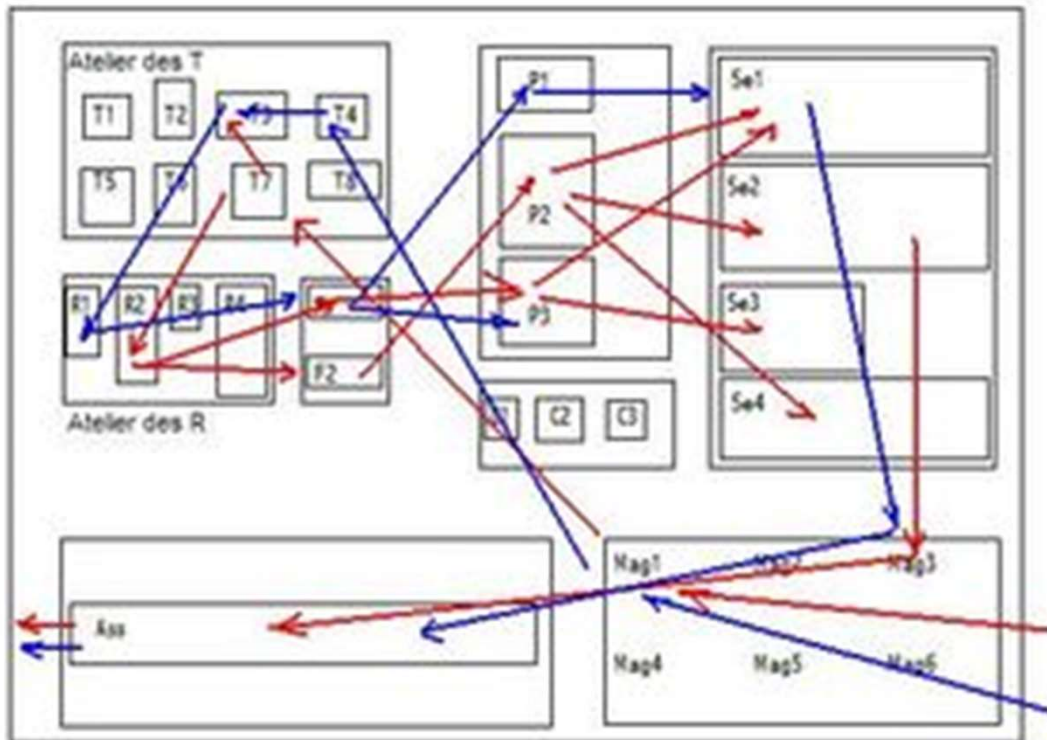 Atelier des T
T1 T2 T3 T4
T5 T6 T7 T8
R1 R2 R3 R4
F2
Atelier des R
P1
P2
P3
C2 C3
Se1
Se2
Se3
Se4
Mag1 Mag2 Mag3
Mag4 Mag5 Mag6
Ass